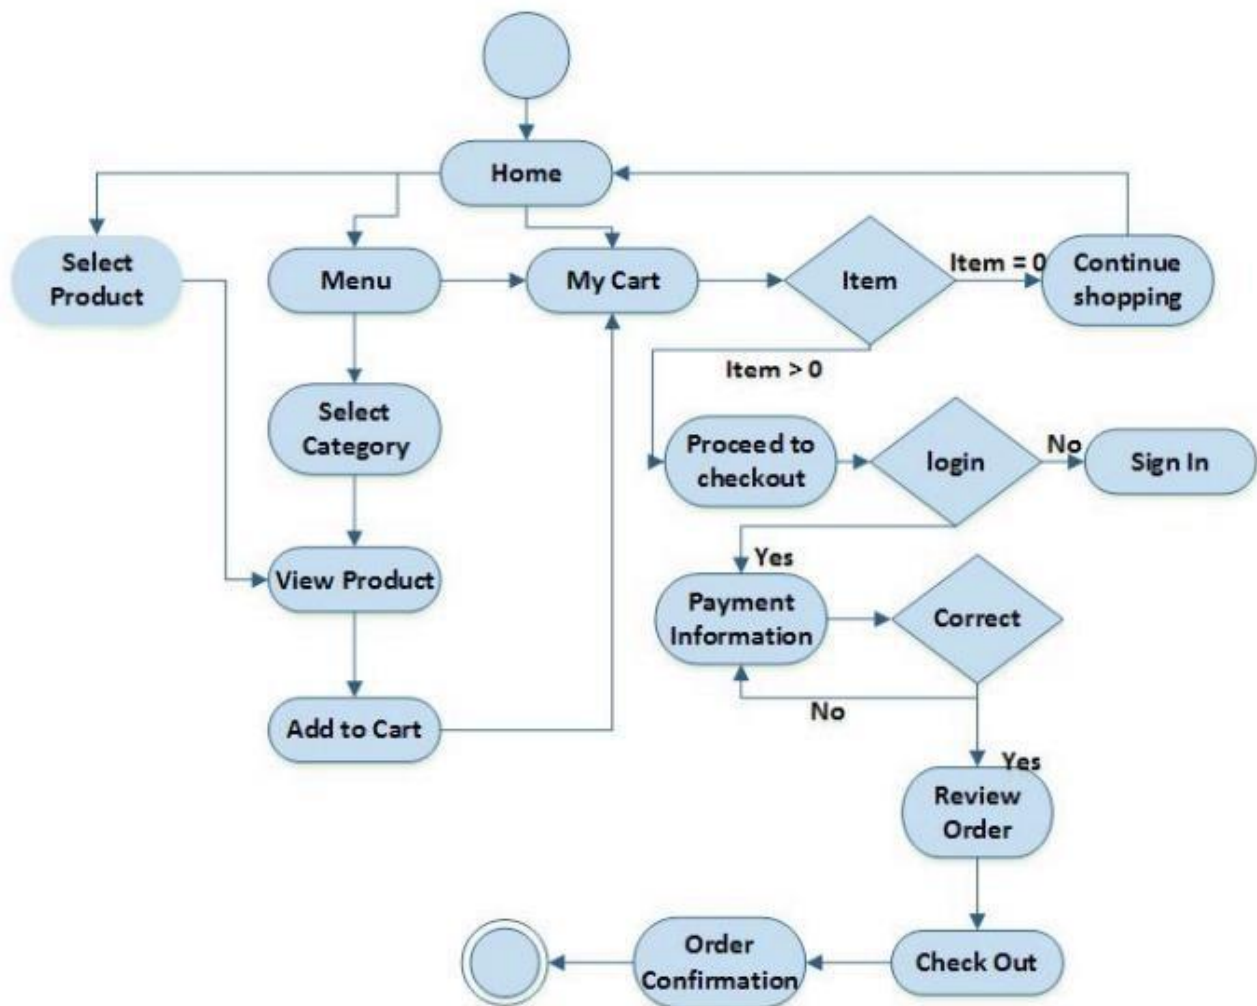 Home
Select
Product
Menu
My Cart
Item
Item = 0
Continue
shopping
Item > 0
Select
Category
Proceed to
checkout
login
No
Sign In
Yes
View Product
Payment
Information
Correct
No
Add to Cart
Yes
Review
Order
Order
Confirmation
Check Out